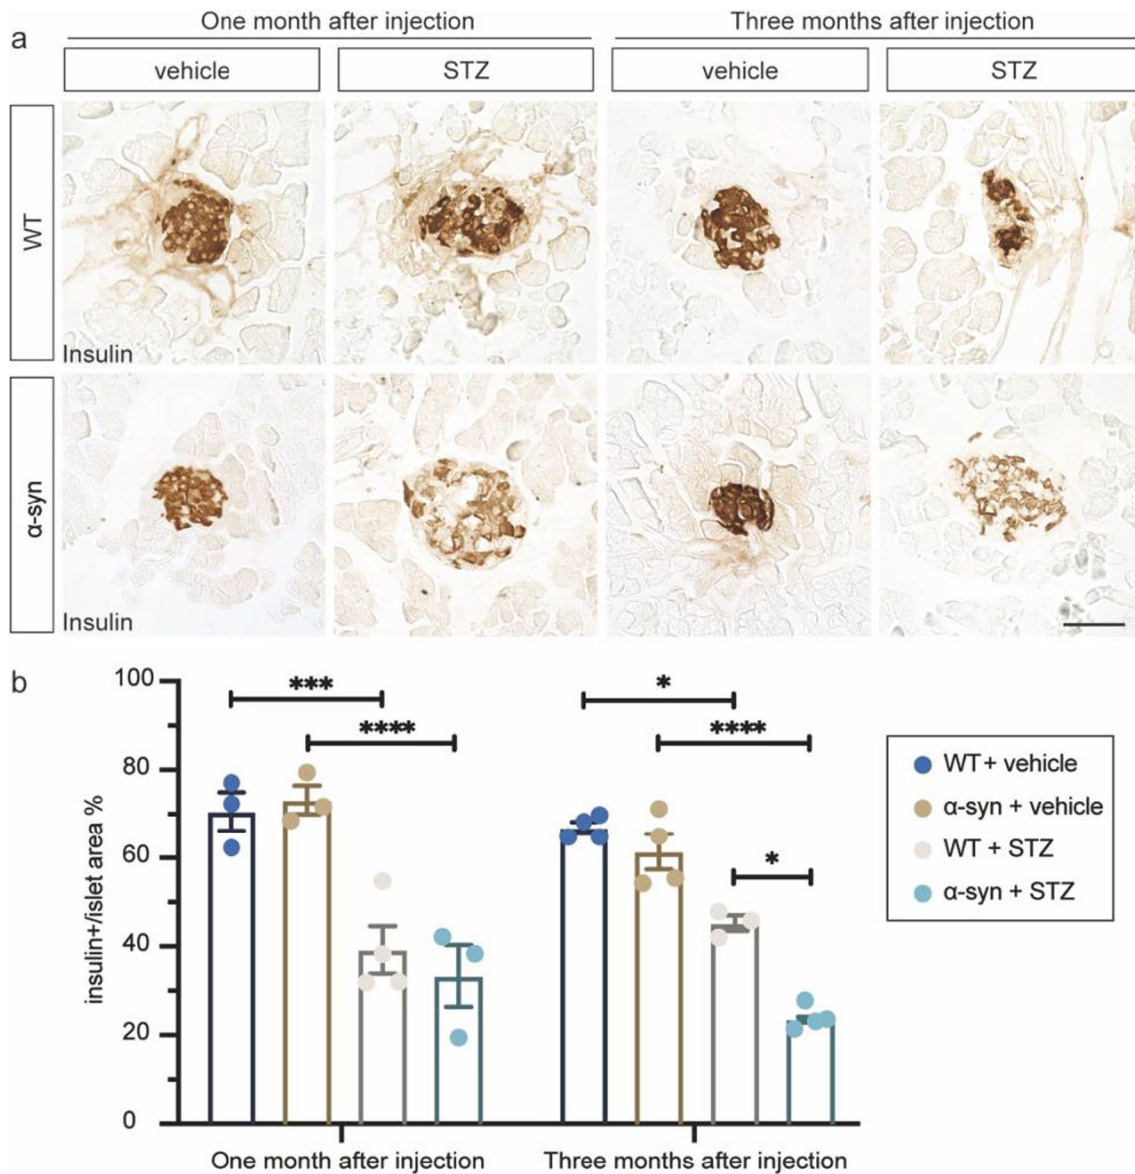 a
One month after injection
Three months after injection
vehicle
STZ
vehicle
STZ
WT
Insulin
α-syn
Insulin
b
***
*
****
****
*
100
80
60
40
20
0
insulin+/islet area %
One month after injection
Three months after injection
WT + vehicle
α-syn + vehicle
WT + STZ
α-syn + STZ